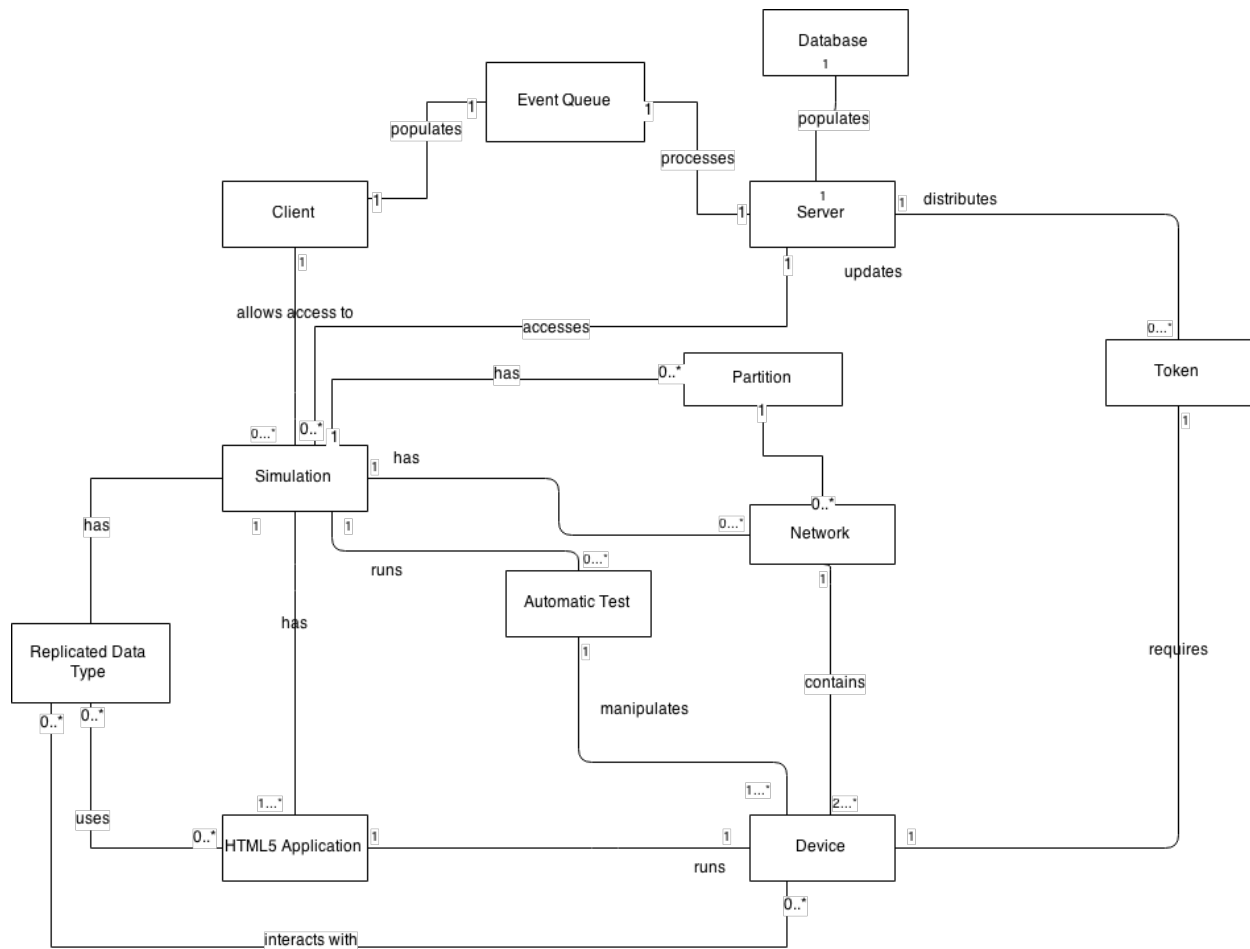 Database
1
Event Queue
1
1
populates
populates
processes
Client
1
1
Server
1
1
distributes
1
1
updates
allows access to
accesses
0...*
has
0..*
Partition
Token
1
1
0...*
0..*
1
has
Simulation
1
0..*
0...*
Network
has
1
1
runs
0...*
1
Automatic Test
has
1
Replicated Data
Type
requires
contains
0..*
0..*
manipulates
1...*
1...*
2...*
uses
0..*
HTML5 Application
1
1
Device
1
runs
0..*
interacts with